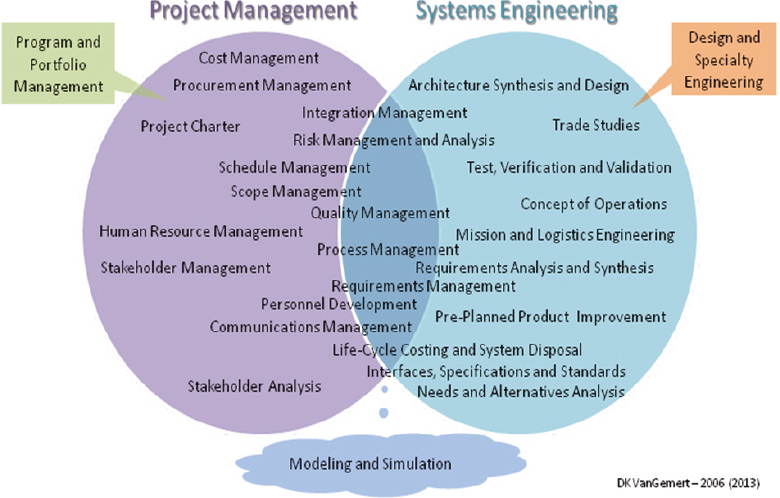 Project Management
Systems Engineering
Program and
Portfolio
Management
Design and
Specialty
Engineering
Cost Management
Procurement Management
Architecture Synthesis and Design
Integration Management
Project Charter
Trade Studies
Risk Management and Analysis
Schedule Management
Test, Verification and Validation
Scope Management
Concept of Operations
Quality Management
Human Resource Management
Mission and Logistics Engineering
Process Management
Stakeholder Management
Requirements Analysis and Synthesis
Requirements Management
Personnel Development
Pre-Planned Product Improvement
Communications Management
Life-Cycle Costing and System Disposal
Interfaces, Specifications and Standards
Stakeholder Analysis
Needs and Alternatives Analysis
Modeling and Simulation
DK VanGemert – 2006 (2013)